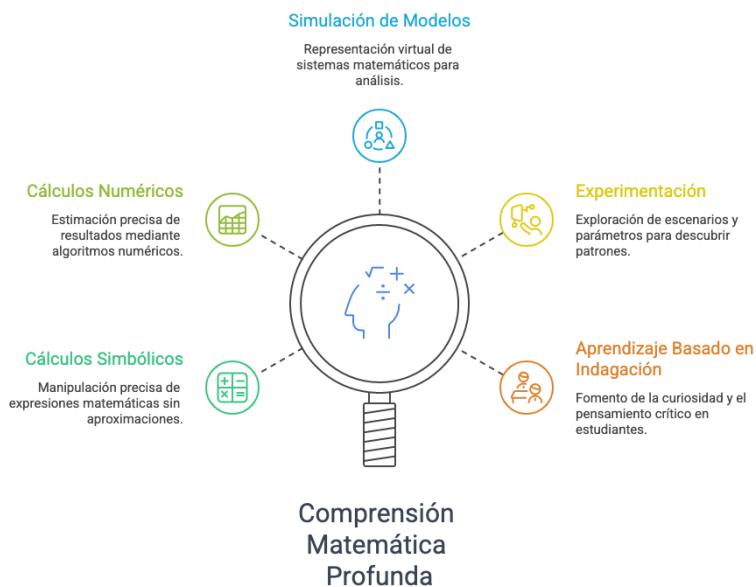 Simulación de Modelos
Representación virtual de
sistemas matemáticos para
análisis.
Cálculos Numéricos
Estimación precisa de
resultados mediante
algoritmos numéricos.
Experimentación
Exploración de escenarios y
parámetros para descubrir
patrones.
Cálculos Simbólicos
Manipulación precisa de
expresiones matemáticas sin
aproximaciones.
Aprendizaje Basado en
Indagación
Fomento de la curiosidad y el
pensamiento crítico en
estudiantes.
Comprensión
Matemática
Profunda